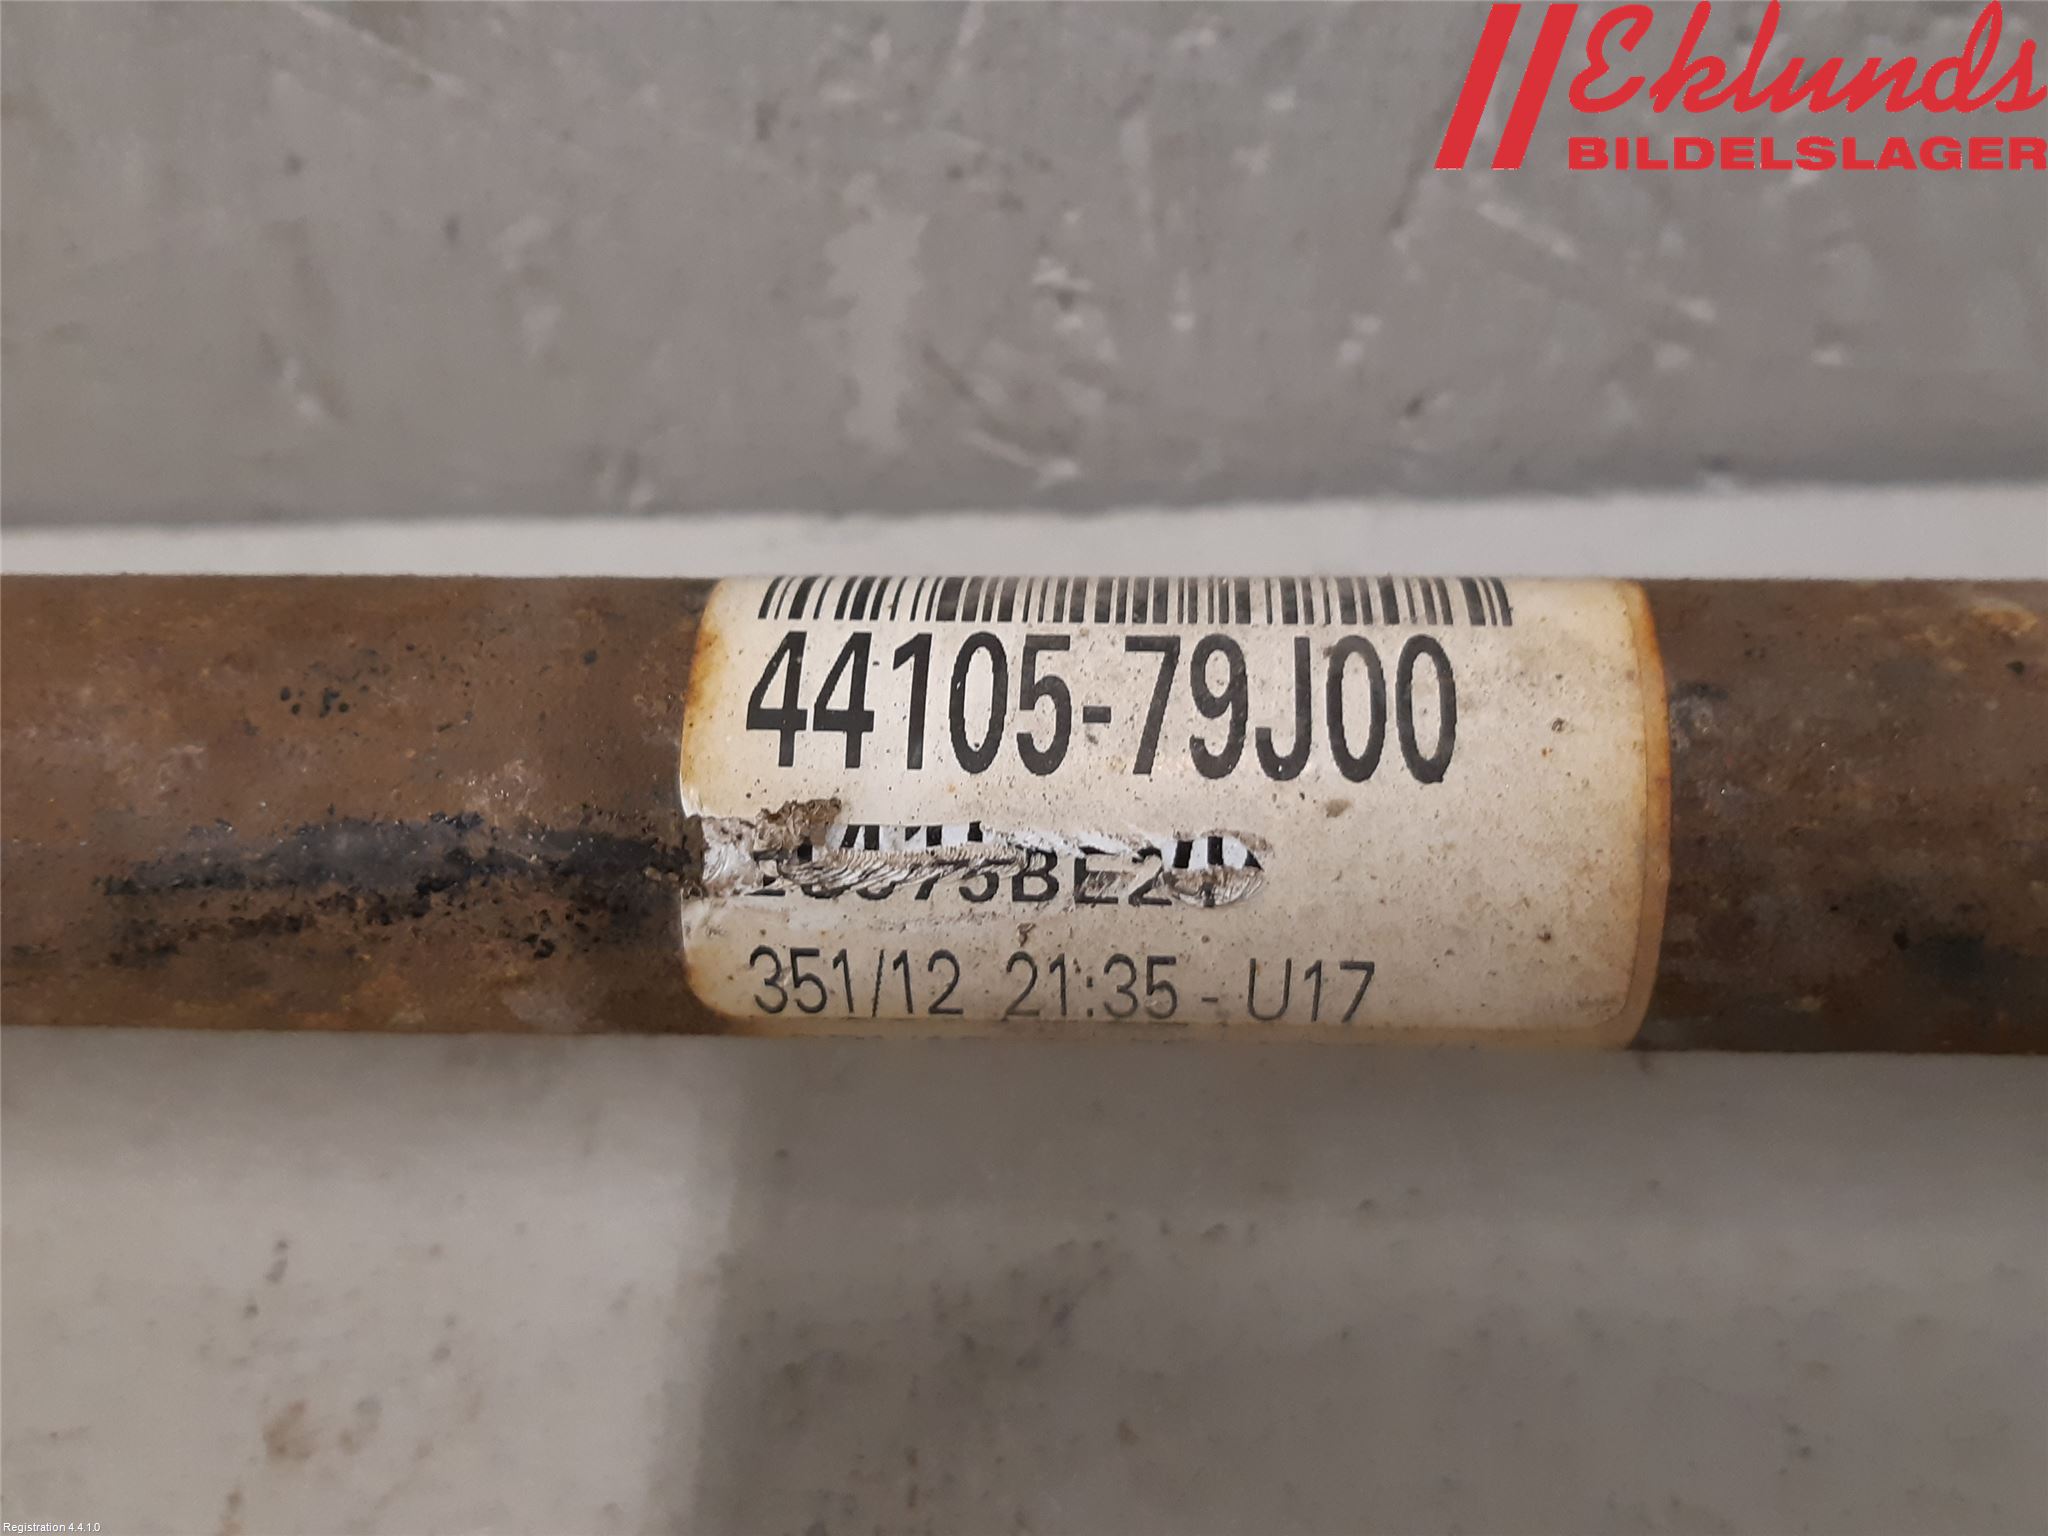 Eklunds
BILDELSLAGER
44105-79J00
351/12 21:35 - U17
Registration 4.4.1.0